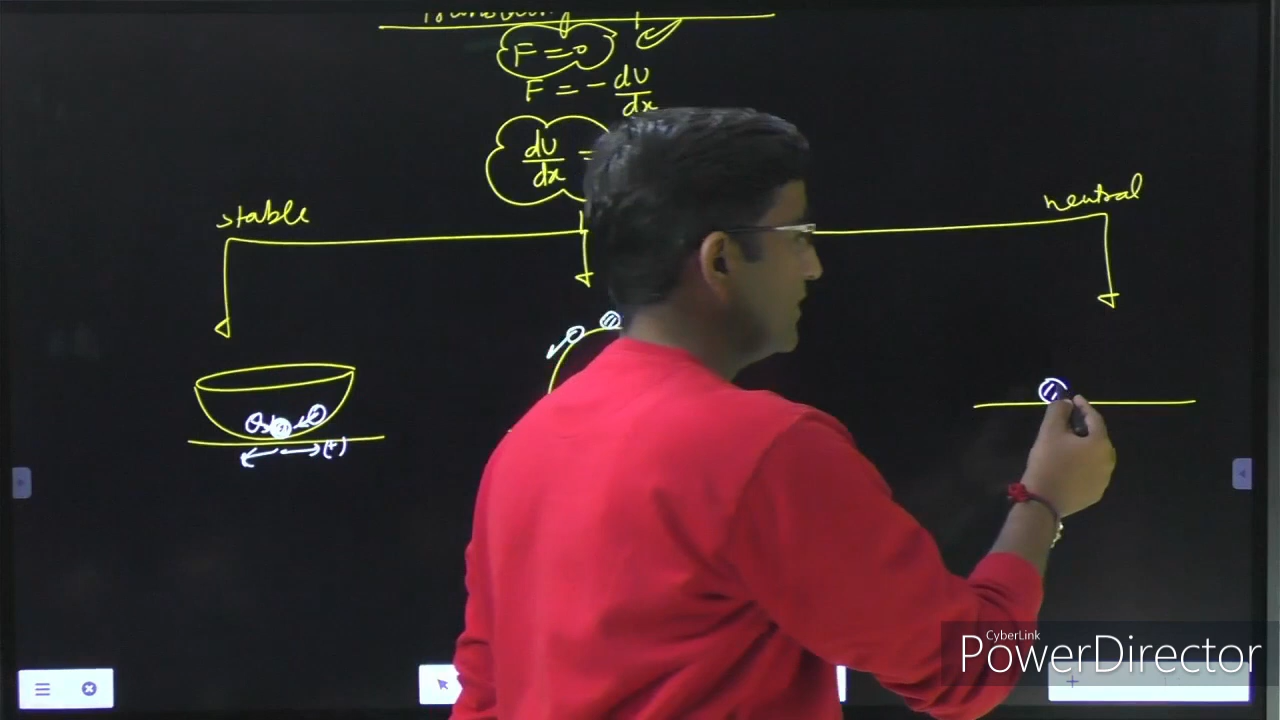 F = 0
F = - dU/dx
dU/dx =
stable
neutral
(+)
CyberLink
PowerDirector